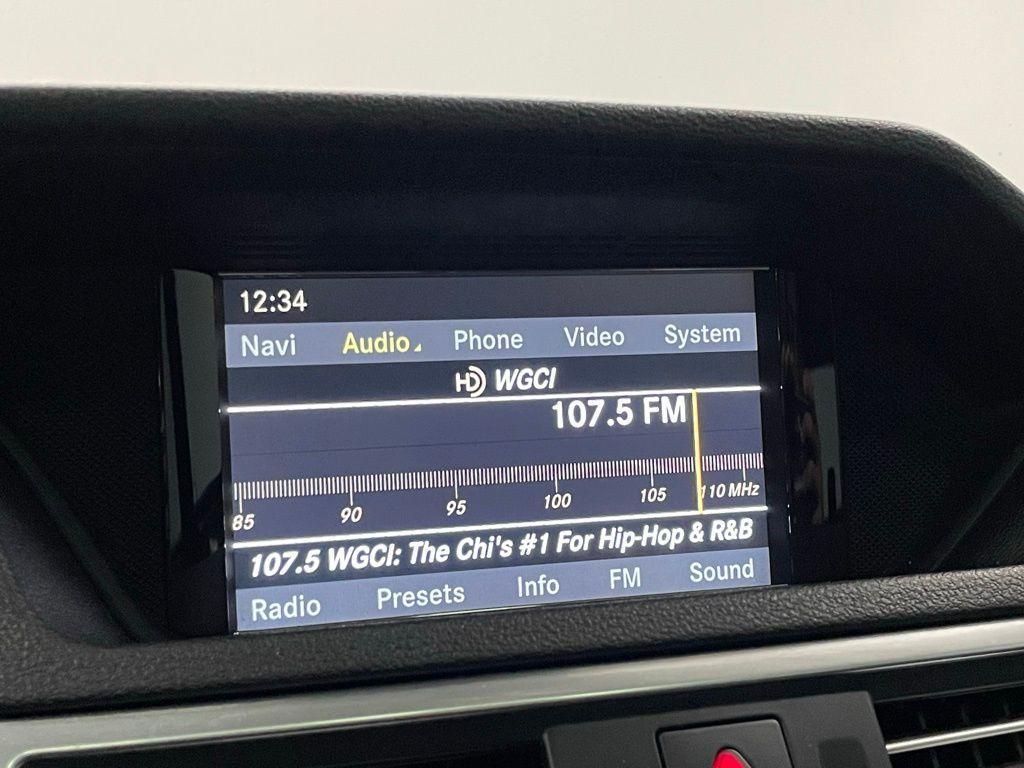 12:34
Navi Audio Phone Video System
HD WGCI
107.5 FM
85 90 95 100 105 110 MHz
107.5 WGCI: The Chi's #1 For Hip-Hop & R&B
Radio Presets Info FM Sound